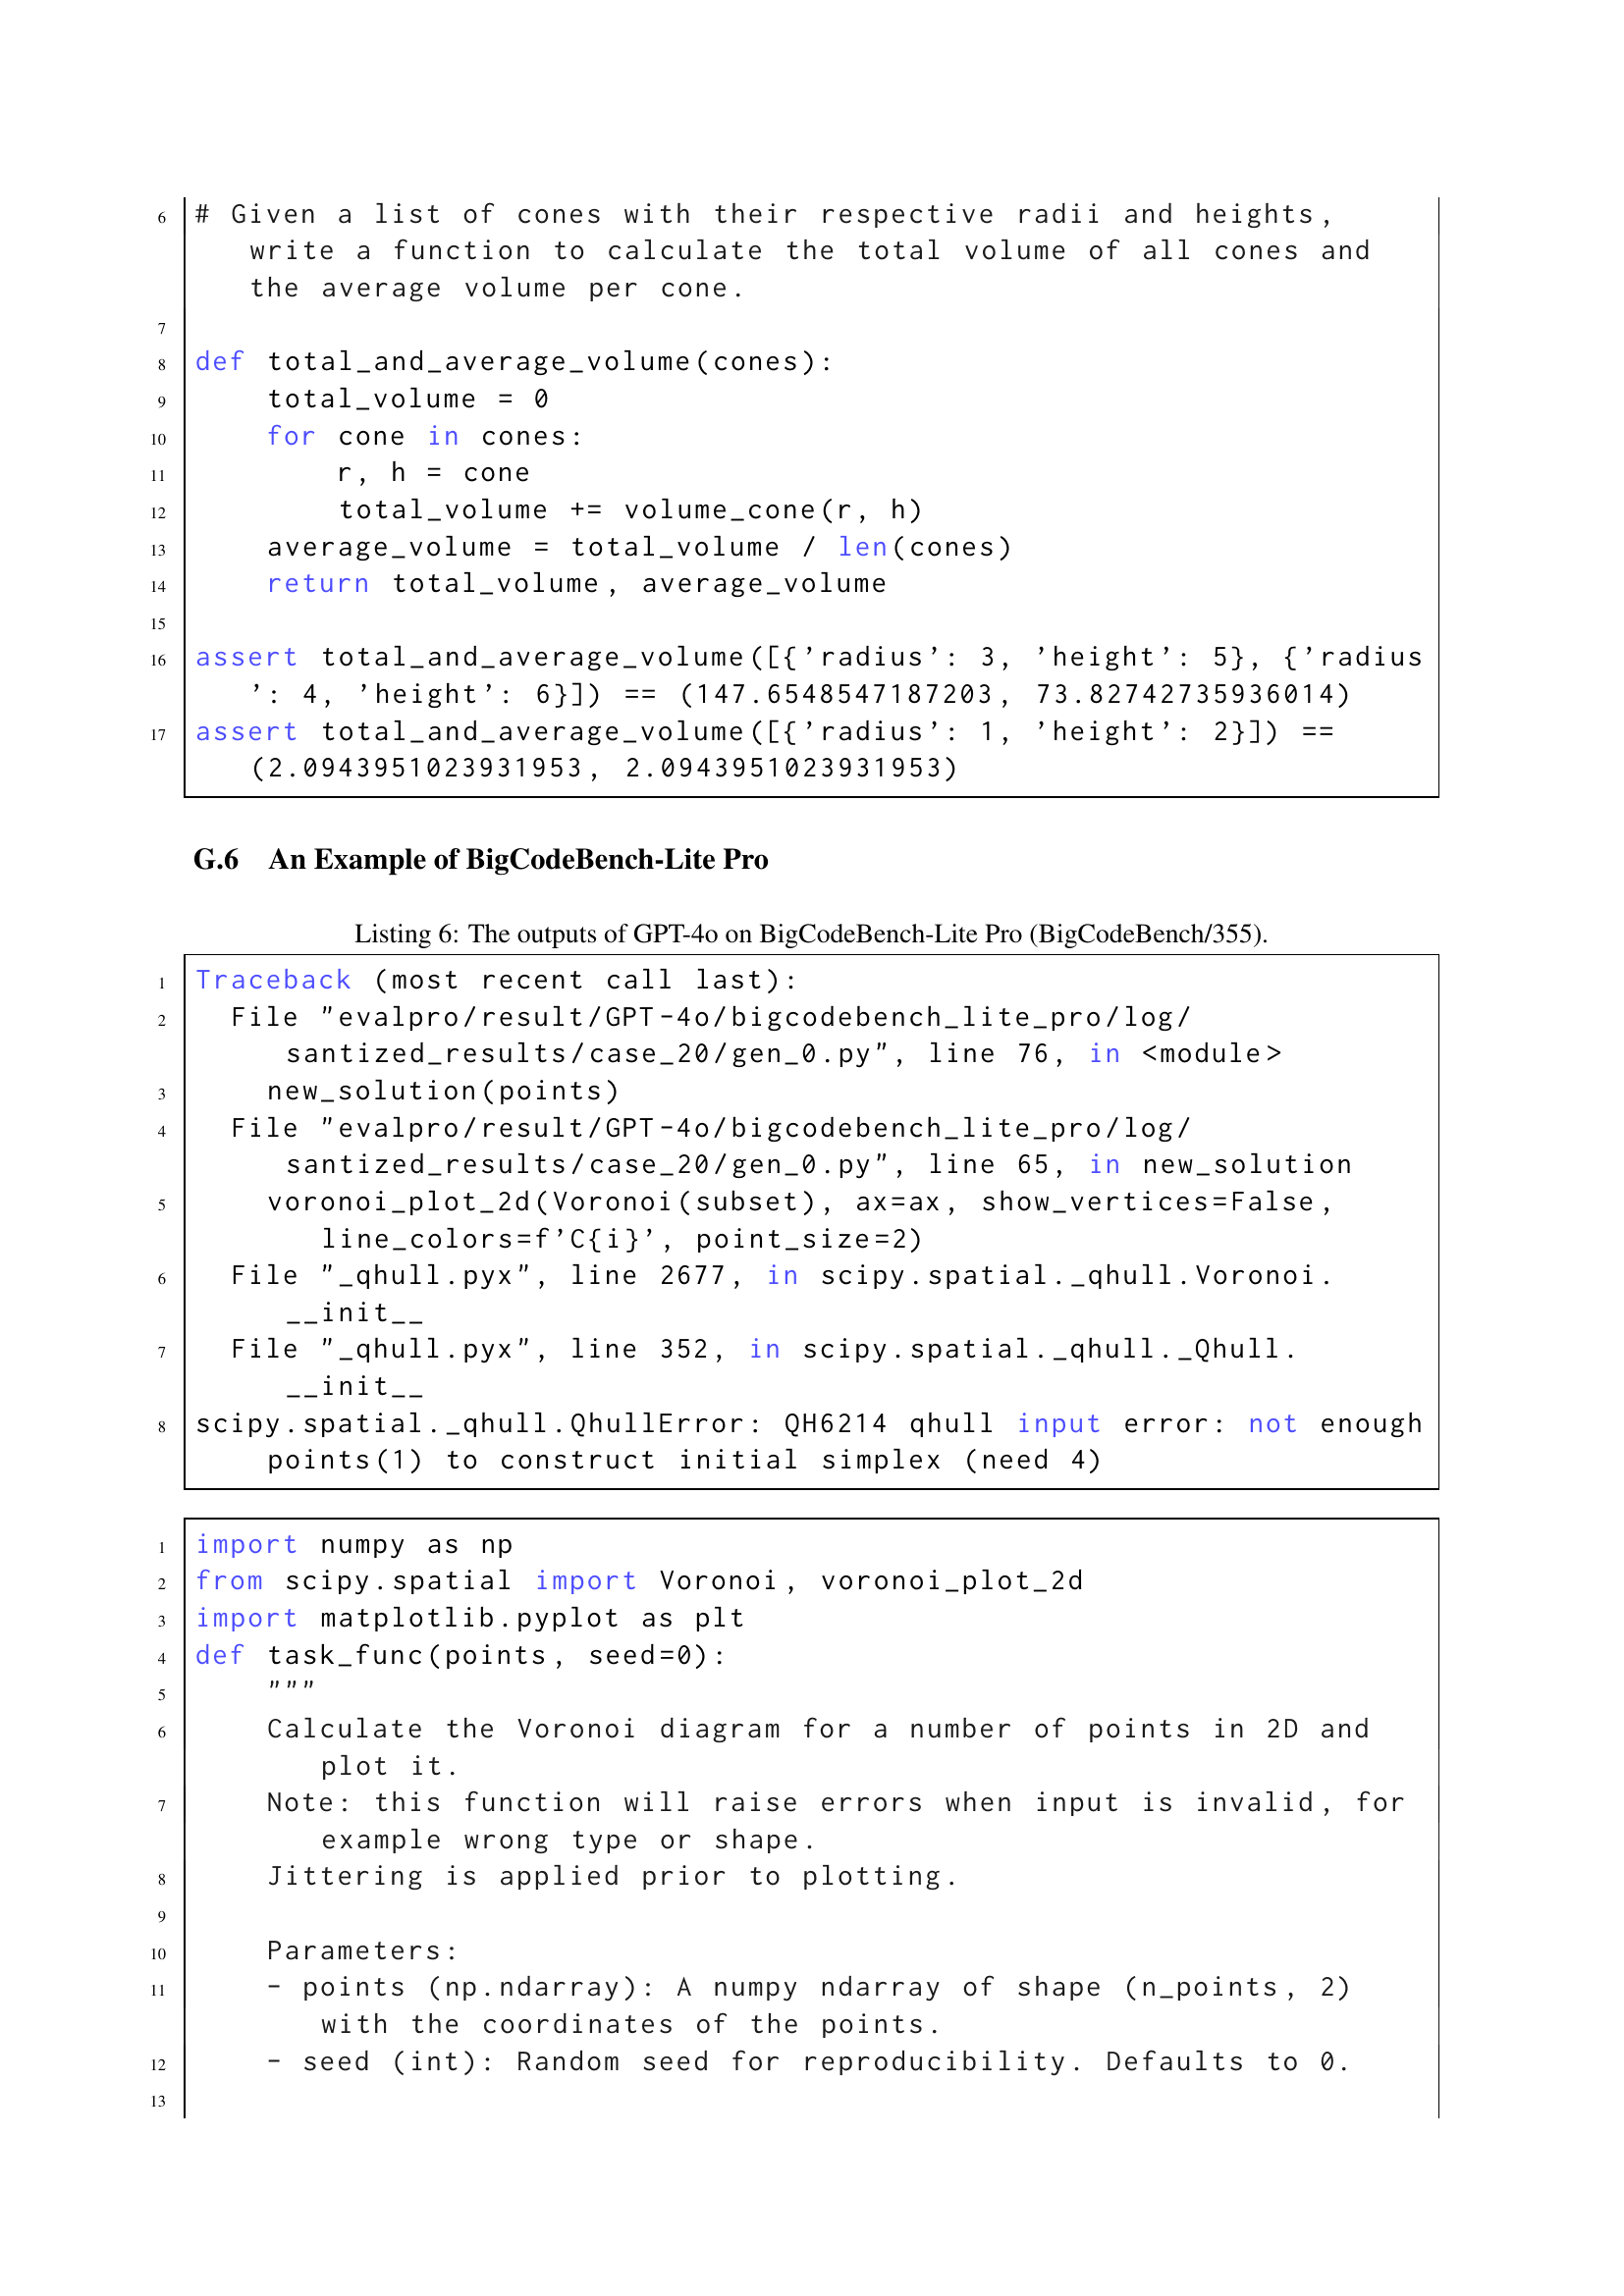 6 # Given a list of cones with their respective radii and heights,
write a function to calculate the total volume of all cones and
the average volume per cone.
7
8 def total_and_average_volume(cones):
9     total_volume = 0
10     for cone in cones:
11         r, h = cone
12         total_volume += volume_cone(r, h)
13     average_volume = total_volume / len(cones)
14     return total_volume, average_volume
15
16 assert total_and_average_volume([{'radius': 3, 'height': 5}, {'radius
': 4, 'height': 6}]) == (147.6548547187203, 73.82742735936014)
17 assert total_and_average_volume([{'radius': 1, 'height': 2}]) ==
(2.0943951023931953, 2.0943951023931953)
G.6 An Example of BigCodeBench-Lite Pro
Listing 6: The outputs of GPT-4o on BigCodeBench-Lite Pro (BigCodeBench/355).
1 Traceback (most recent call last):
2   File "evalpro/result/GPT-4o/bigcodebench_lite_pro/log/
santized_results/case_20/gen_0.py", line 76, in <module>
3     new_solution(points)
4   File "evalpro/result/GPT-4o/bigcodebench_lite_pro/log/
santized_results/case_20/gen_0.py", line 65, in new_solution
5     voronoi_plot_2d(Voronoi(subset), ax=ax, show_vertices=False,
line_colors=f'C{i}', point_size=2)
6   File "_qhull.pyx", line 2677, in scipy.spatial._qhull.Voronoi.
__init__
7   File "_qhull.pyx", line 352, in scipy.spatial._qhull._Qhull.
__init__
8 scipy.spatial._qhull.QhullError: QH6214 qhull input error: not enough
points(1) to construct initial simplex (need 4)
1 import numpy as np
2 from scipy.spatial import Voronoi, voronoi_plot_2d
3 import matplotlib.pyplot as plt
4 def task_func(points, seed=0):
5     """
6     Calculate the Voronoi diagram for a number of points in 2D and
plot it.
7     Note: this function will raise errors when input is invalid, for
example wrong type or shape.
8     Jittering is applied prior to plotting.
9
10     Parameters:
11     - points (np.ndarray): A numpy ndarray of shape (n_points, 2)
with the coordinates of the points.
12     - seed (int): Random seed for reproducibility. Defaults to 0.
13